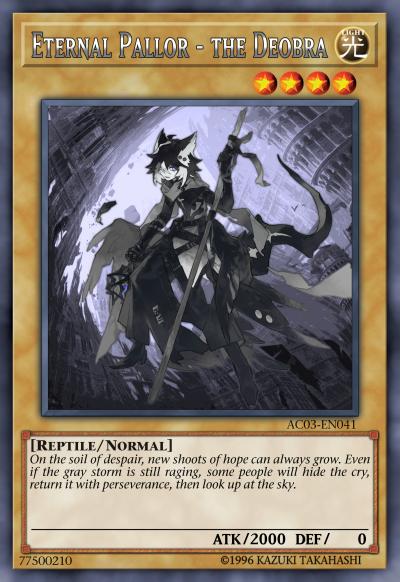 Eternal Pallor - the Deobra
LIGHT
光
AC03-EN041
[Reptile/Normal]
On the soil of despair, new shoots of hope can always grow. Even
if the gray storm is still raging, some people will hide the cry,
return it with perseverance, then look up at the sky.
ATK/2000 DEF/ 0
77500210 ©1996 KAZUKI TAKAHASHI